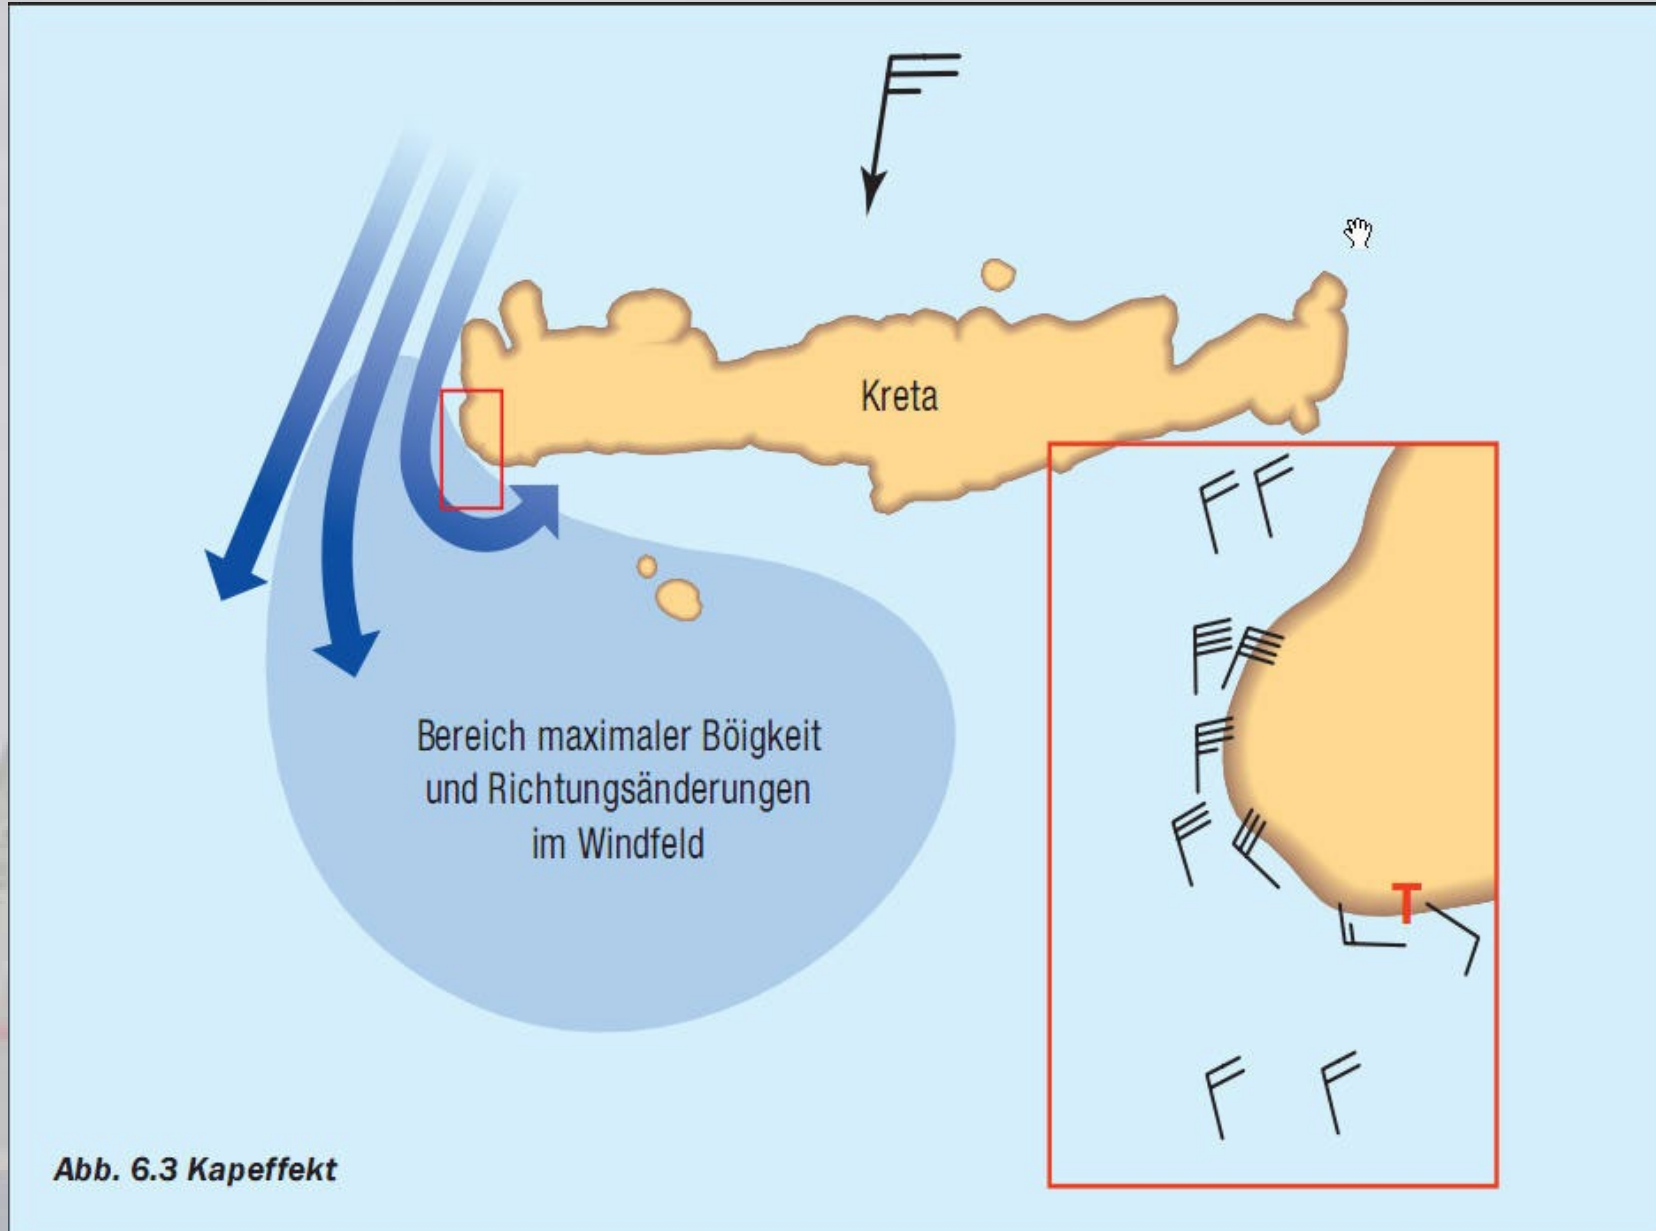 Kreta
Bereich maximaler Böigkeit
und Richtungsänderungen
im Windfeld
T
Abb. 6.3 Kapeffekt